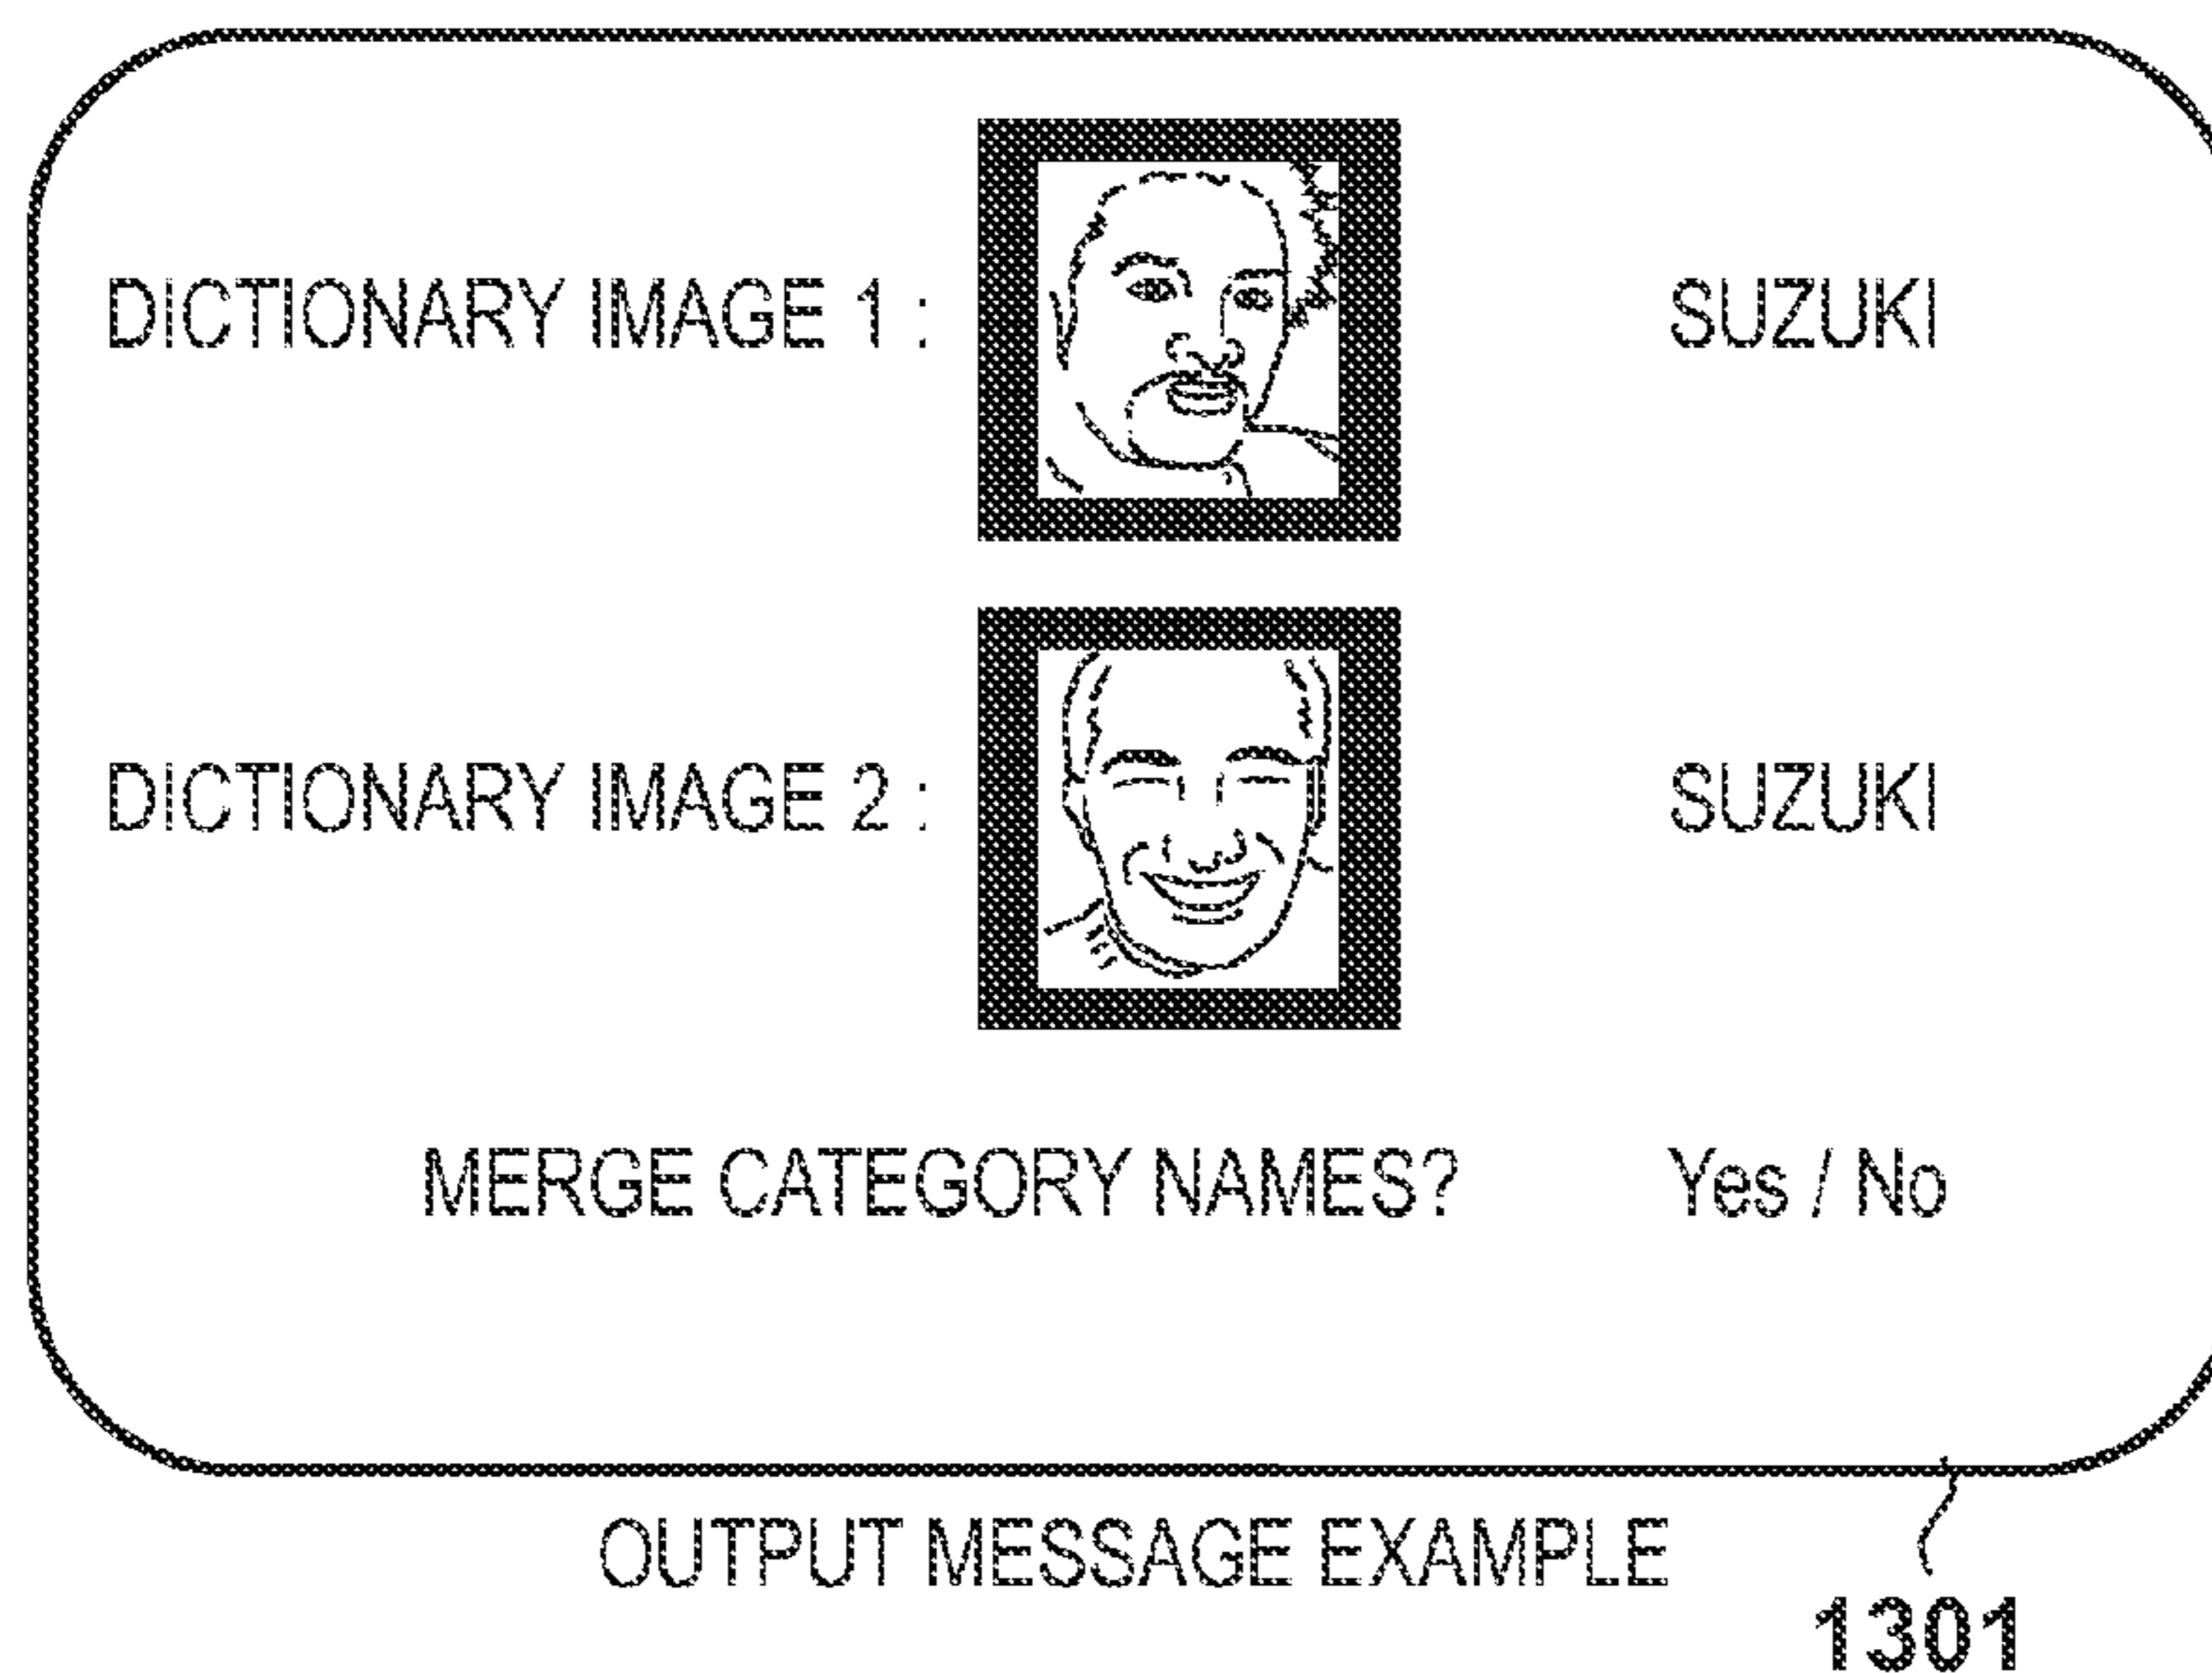 DICTIONARY IMAGE 1 : SUZUKI
DICTIONARY IMAGE 2 : SUZUKI
MERGE CATEGORY NAMES? Yes / No
OUTPUT MESSAGE EXAMPLE
1301